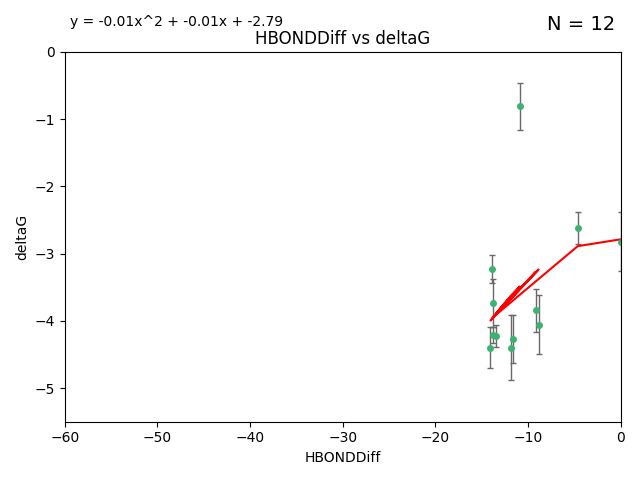 y = -0.01x^2 + -0.01x + -2.79
N = 12
HBONDDiff vs deltaG
0
−1
−2
−3
−4
−5
deltaG
−60
−50
−40
−30
−20
−10
0
HBONDDiff